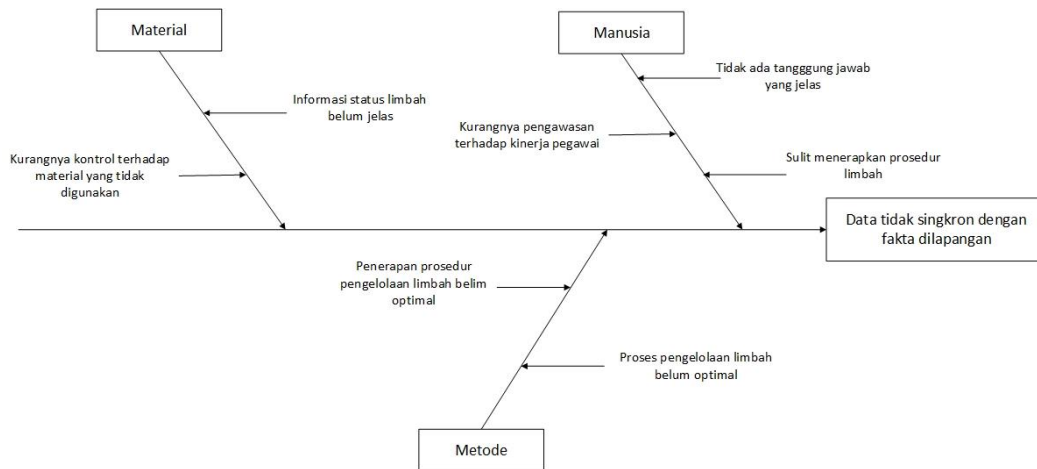 Material
Manusia
Tidak ada tangggung jawab
yang jelas
Informasi status limbah
belum jelas
Kurangnya pengawasan
terhadap kinerja pegawai
Kurangnya kontrol terhadap
material yang tidak
digunakan
Sulit menerapkan prosedur
limbah
Data tidak singkron dengan
fakta dilapangan
Penerapan prosedur
pengelolaan limbah belim
optimal
Proses pengelolaan limbah
belum optimal
Metode